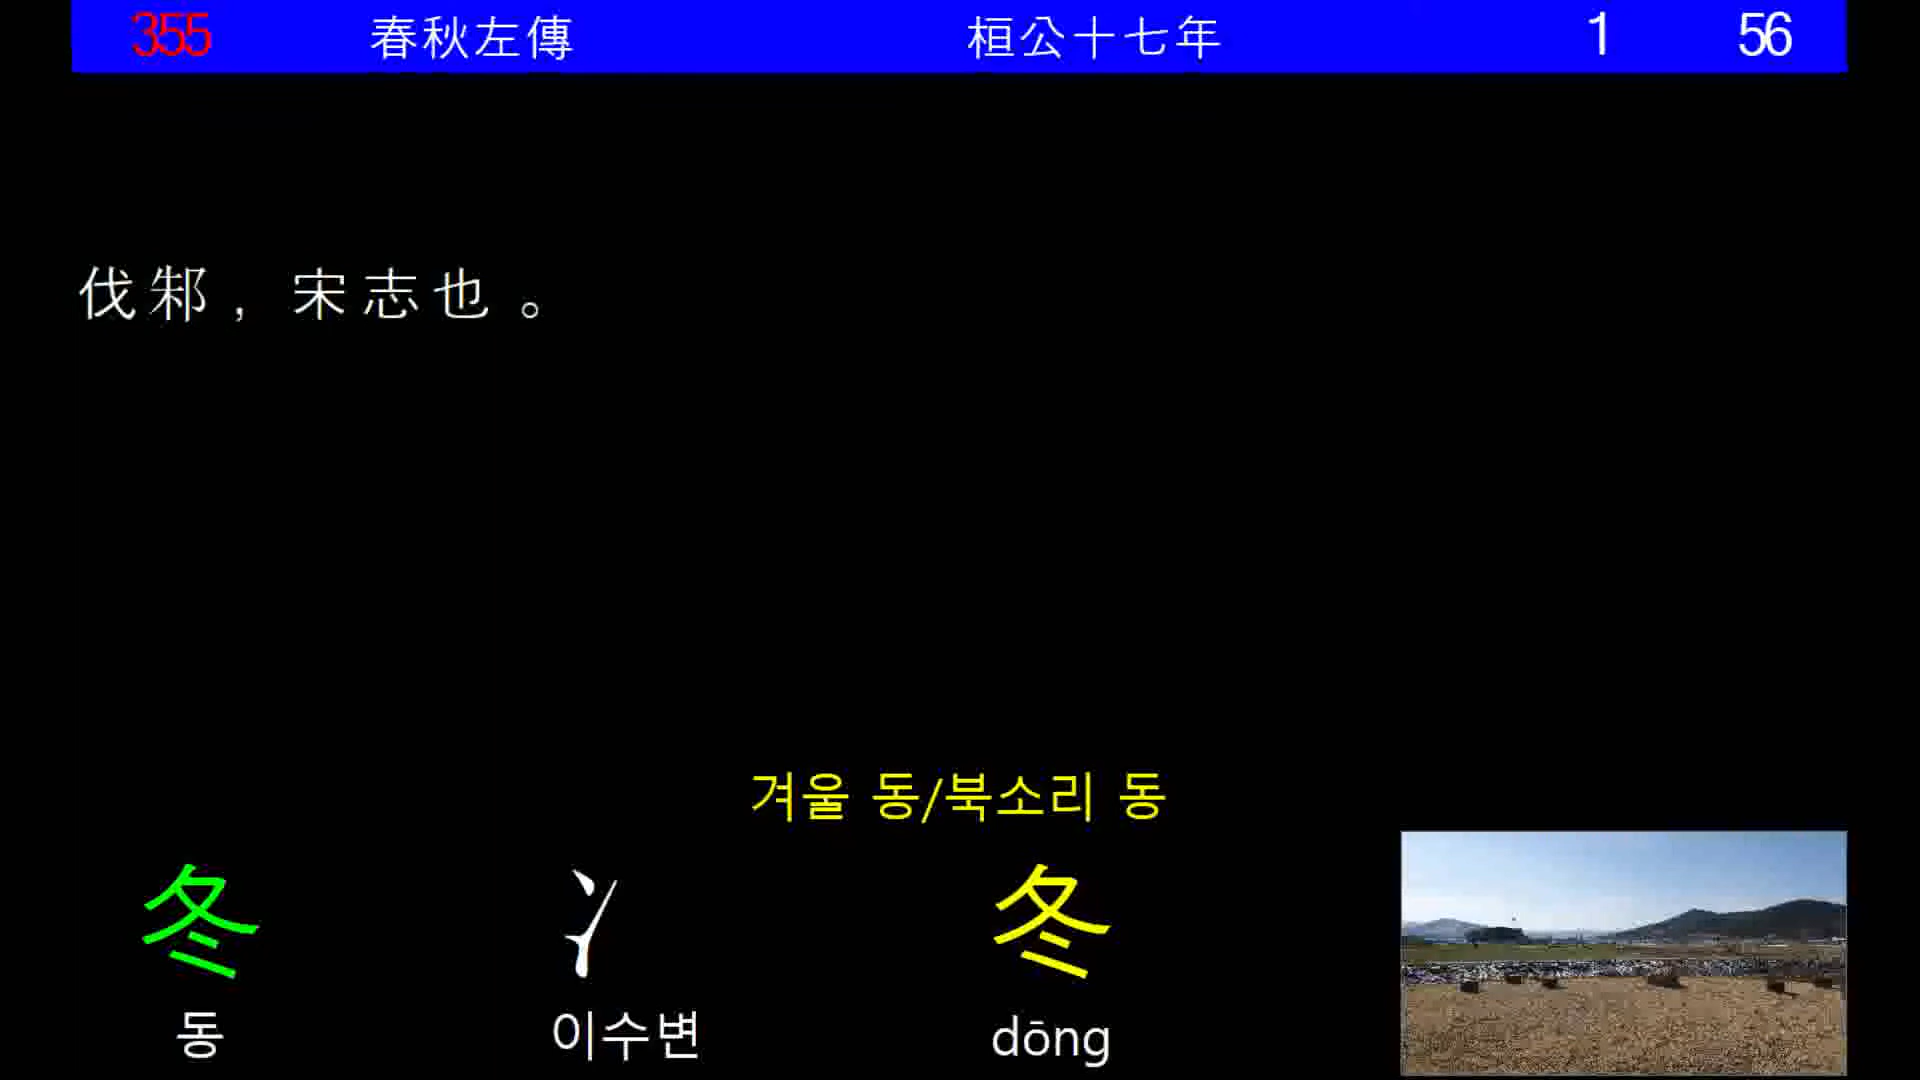 355 春秋左傳 桓公十七年 1 56
伐邾，宋志也。
겨울 동/북소리 동
冬 冫 冬
동 이수변 dōng